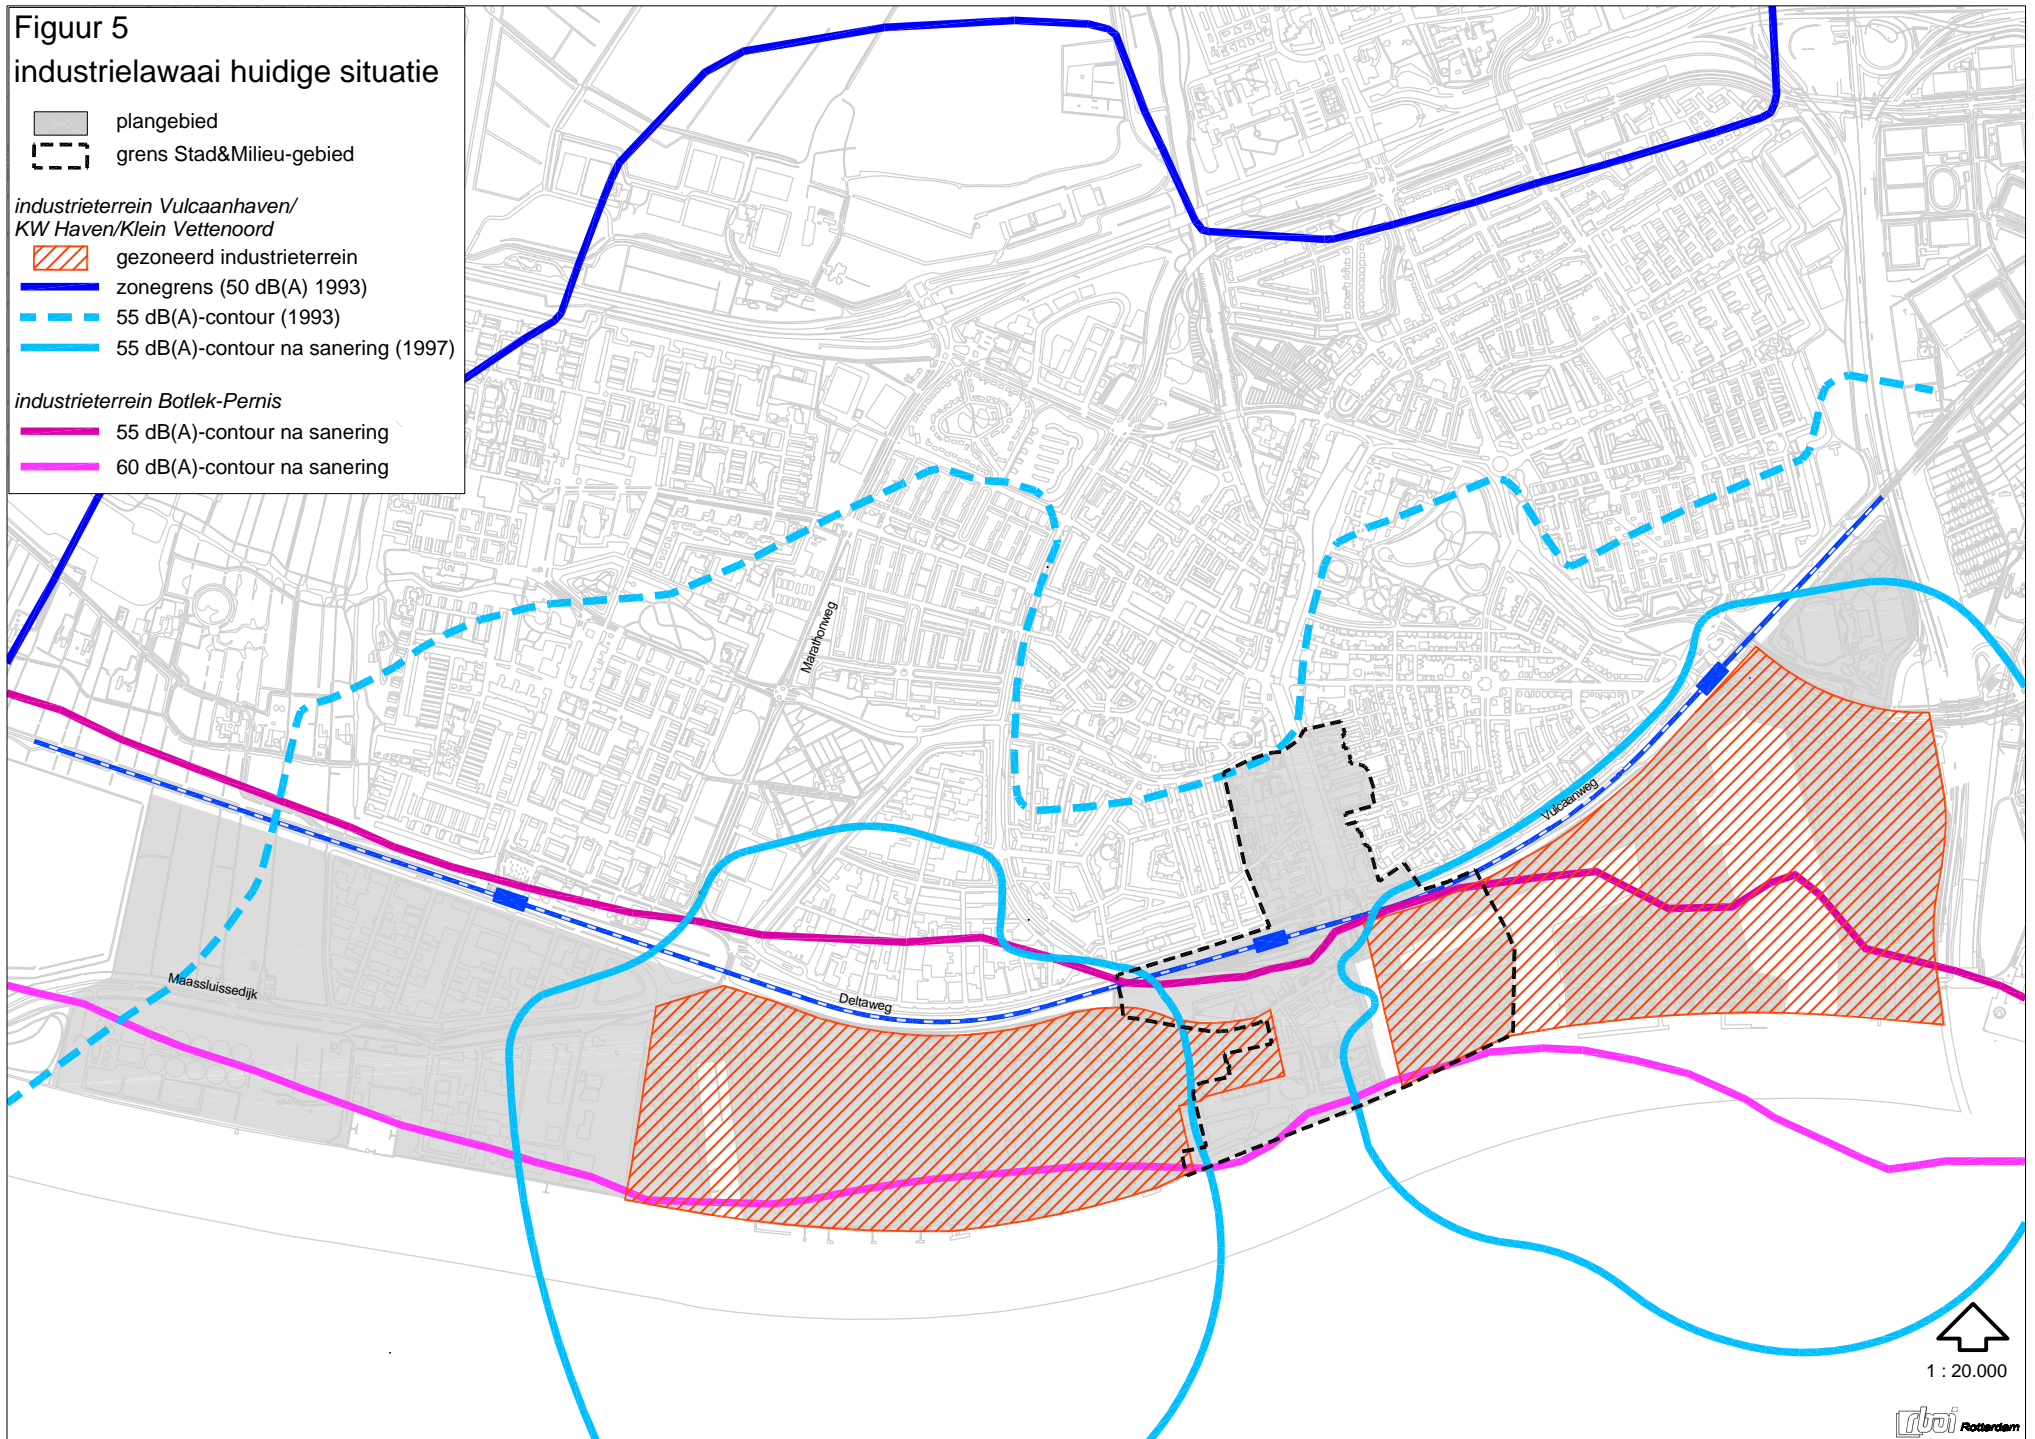 Figuur 5
industrielawaai huidige situatie
plangebied
grens Stad&Milieu-gebied
industrieterrein Vulcaanhaven/
KW Haven/Klein Vettenoord
gezoneerd industrieterrein
zonegrens (50 dB(A) 1993)
55 dB(A)-contour (1993)
55 dB(A)-contour na sanering (1997)
industrieterrein Botlek-Pernis
55 dB(A)-contour na sanering
60 dB(A)-contour na sanering
Marathonweg
Vulcaanweg
Maassluissedijk
Deltaweg
1 : 20.000
rboi Rotterdam